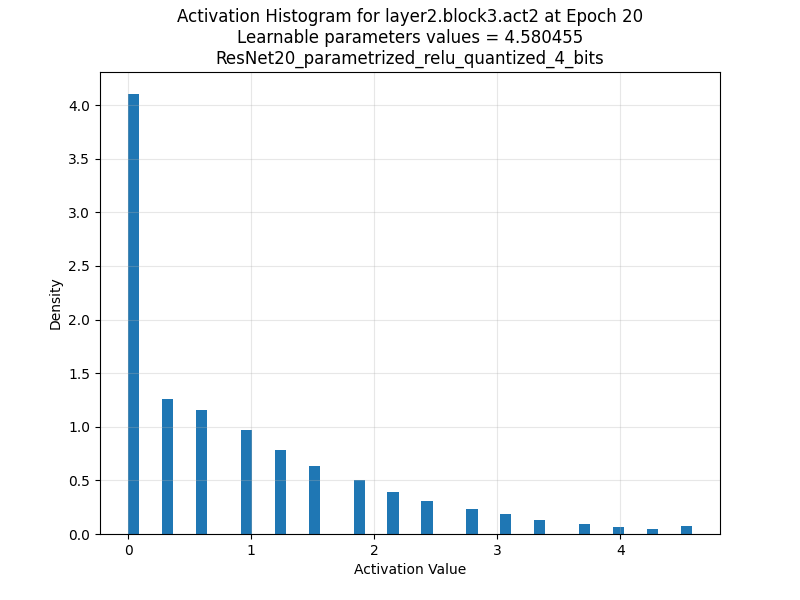 Activation Histogram for layer2.block3.act2 at Epoch 20
Learnable parameters values = 4.580455
ResNet20_parametrized_relu_quantized_4_bits
4.0
3.5
3.0
2.5
2.0
1.5
1.0
0.5
0.0
Density
0 1 2 3 4
Activation Value